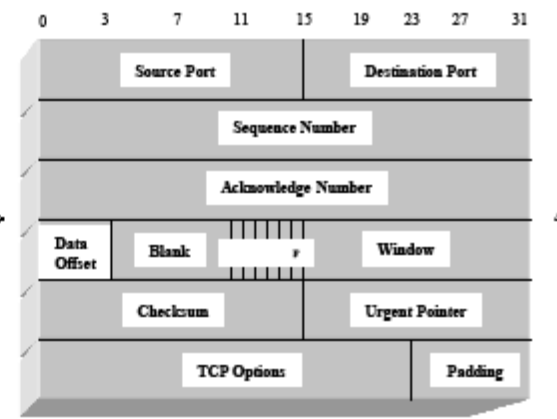 0 3 7 11 15 19 23 27 31
Source Port Destination Port
Sequence Number
Acknowledge Number
Data
Offset
Blank
Window
Checksum Urgent Pointer
TCP Options Padding